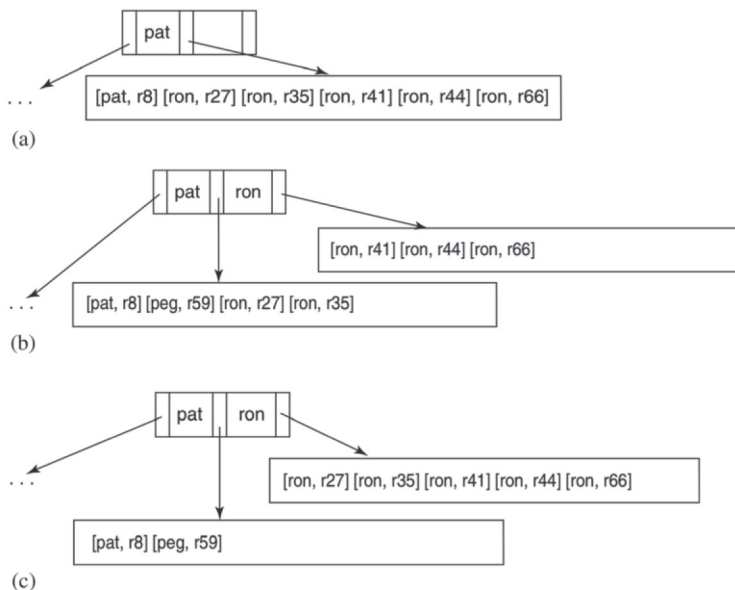 pat
[pat, r8] [ron, r27] [ron, r35] [ron, r41] [ron, r44] [ron, r66]
. . .
(a)
pat ron
[ron, r41] [ron, r44] [ron, r66]
. . .
[pat, r8] [peg, r59] [ron, r27] [ron, r35]
(b)
pat ron
[ron, r27] [ron, r35] [ron, r41] [ron, r44] [ron, r66]
. . .
[pat, r8] [peg, r59]
(c)